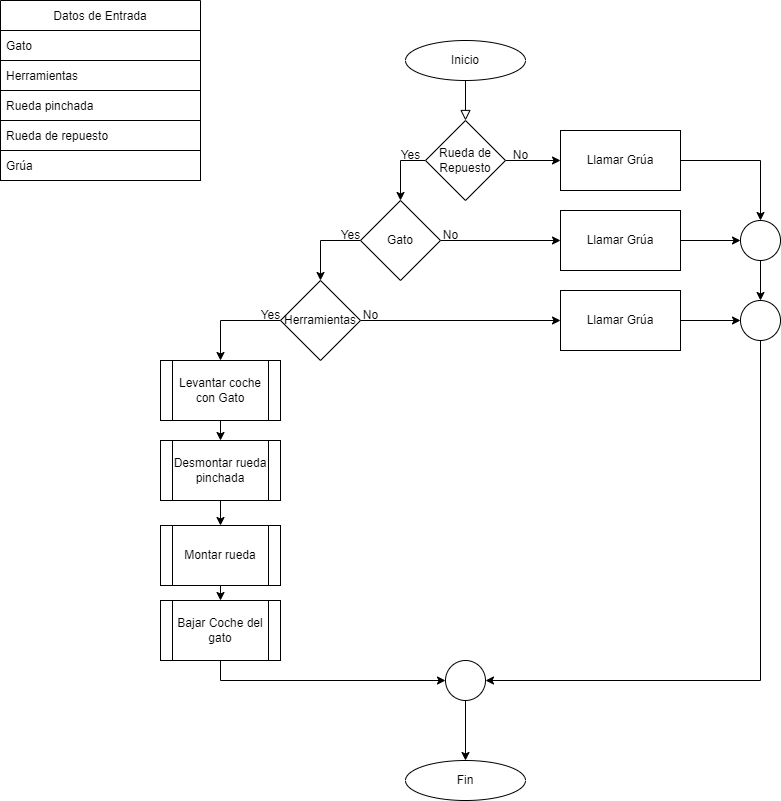 Datos de Entrada
Gato
Herramientas
Rueda pinchada
Rueda de repuesto
Grúa
Inicio
Rueda de
Repuesto
Yes
No
Llamar Grúa
Gato
Yes
No
Llamar Grúa
Herramientas
Yes
No
Llamar Grúa
Levantar coche
con Gato
Desmontar rueda
pinchada
Montar rueda
Bajar Coche del
gato
Fin